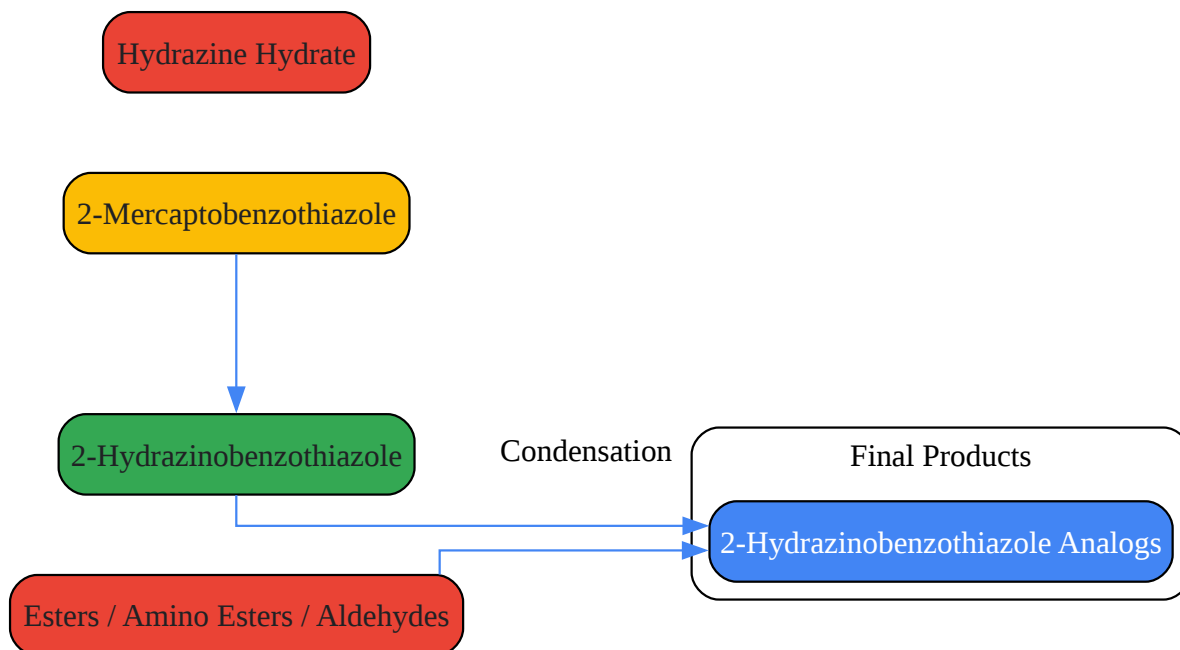 Hydrazine Hydrate
2-Mercaptobenzothiazole
2-Hydrazinobenzothiazole
Condensation
Final Products
2-Hydrazinobenzothiazole Analogs
Esters / Amino Esters / Aldehydes